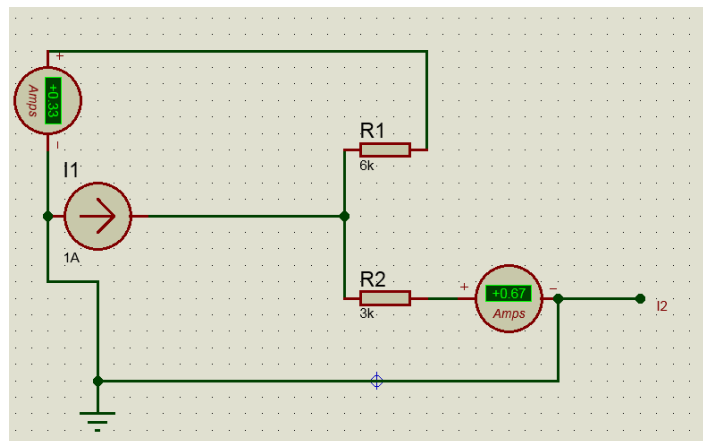 +
+0.33
Amps
−
I1
1A
R1
6k
R2
3k
+
+0.67
Amps
−
I2